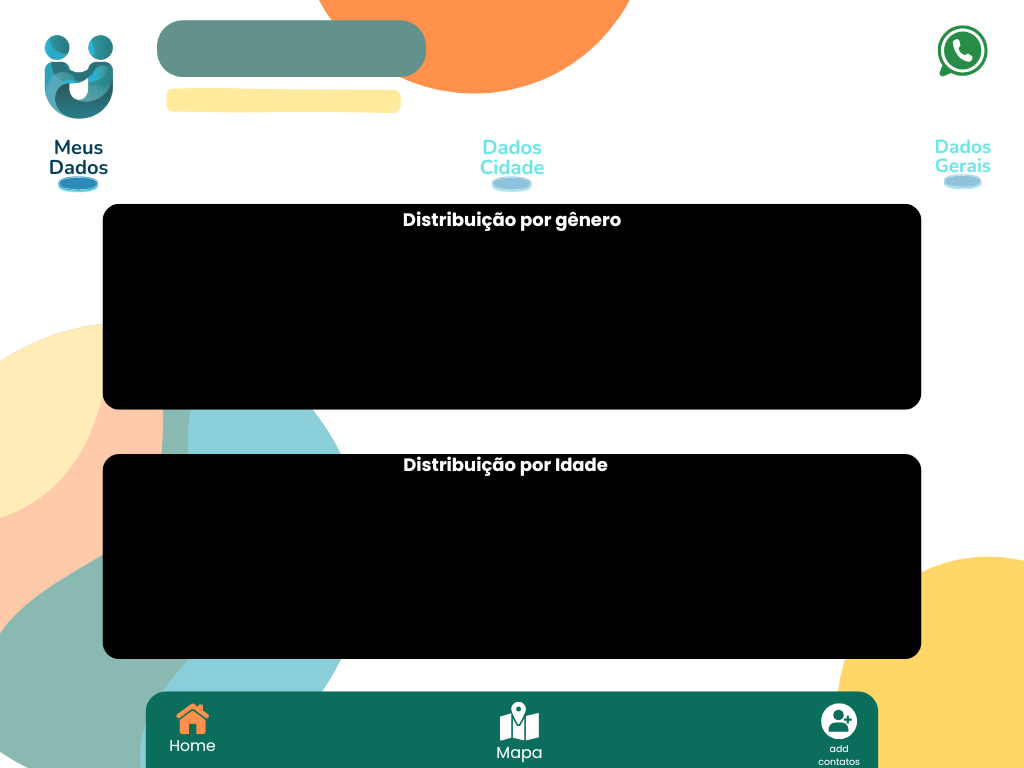 Meus
Dados
Dados
Cidade
Dados
Gerais
Distribuição por gênero
Distribuição por Idade
Home
Mapa
add
contatos